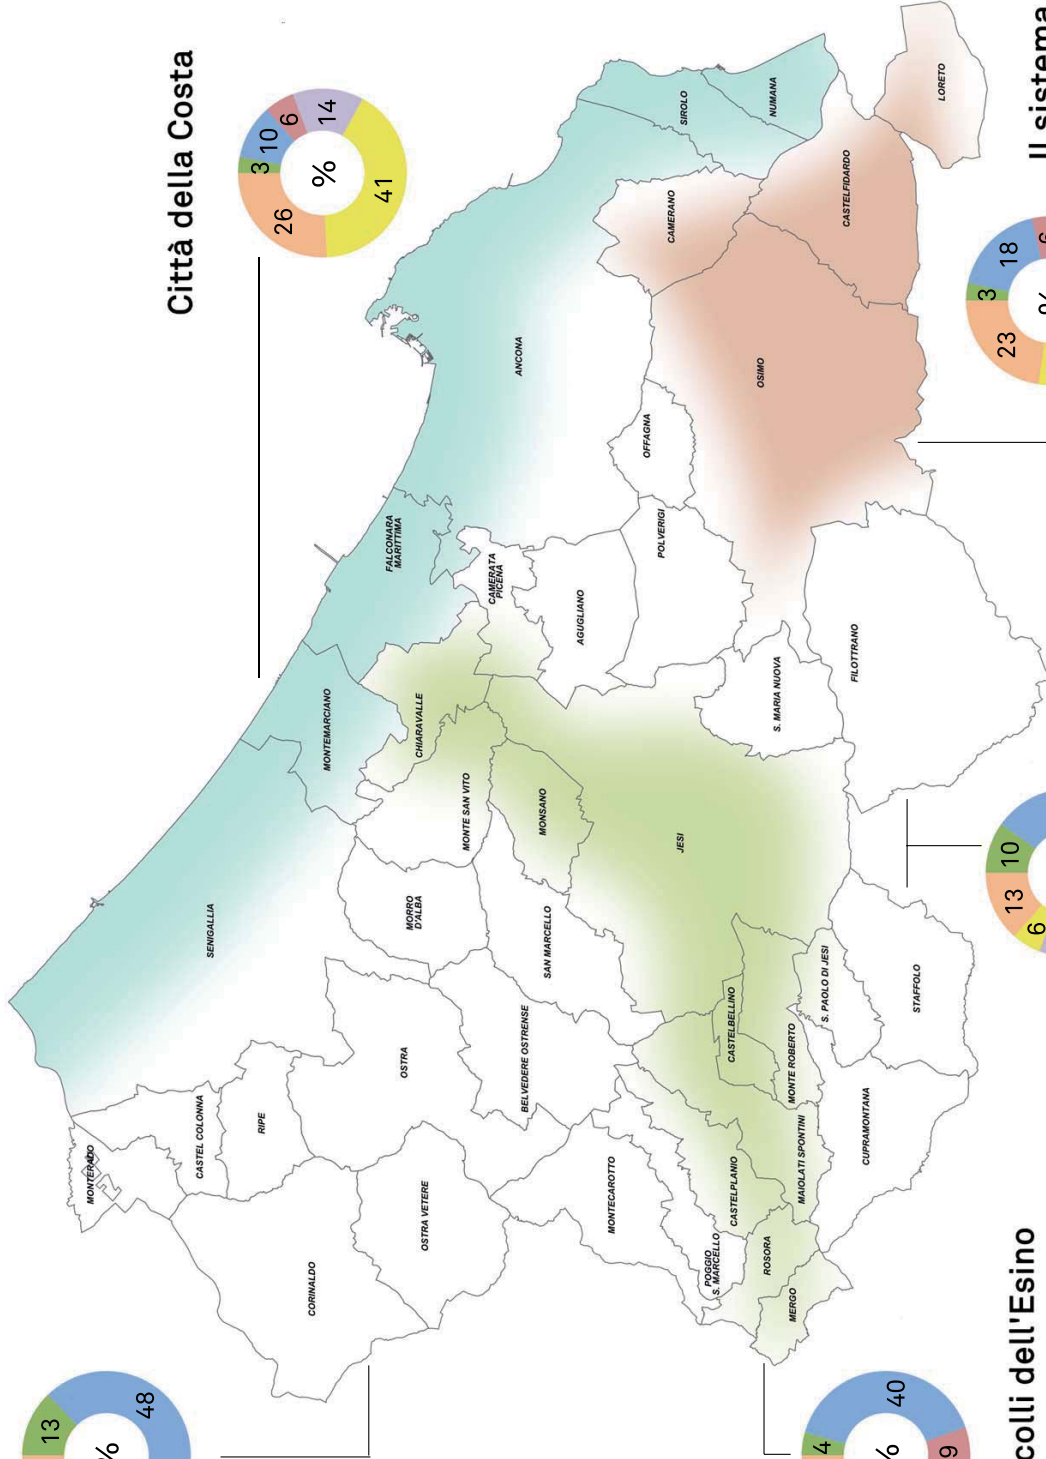 Città della Costa
3
10
6
14
41
26
%
Il sistema
3
18
6
23
%
10
13
6
colli dell'Esino
4
40
9
%
13
48
%
LORETO
NUMANA
SIROLO
CASTELFIDARDO
CAMERANO
OSIMO
ANCONA
OFFAGNA
POLVERIGI
FALCONARA
MARITTIMA
CAMERATA
PICENA
AGUGLIANO
FILOTTRANO
S. MARIA NUOVA
CHIARAVALLE
MONTEMARCIANO
MONTE SAN VITO
MONSANO
JESI
SENIGALLIA
MORRO
D'ALBA
SAN MARCELLO
S. PAOLO DI JESI
STAFFOLO
CASTELBELLINO
MONTE ROBERTO
BELVEDERE OSTRENSE
OSTRA
RIPE
CASTEL COLONNA
MONTERADO
CUPRAMONTANA
MAIOLATI SPONTINI
CASTELPLANIO
MONTECAROTTO
OSTRA VETERE
CORINALDO
POGGIO
S. MARCELLO
ROSORA
MERGO